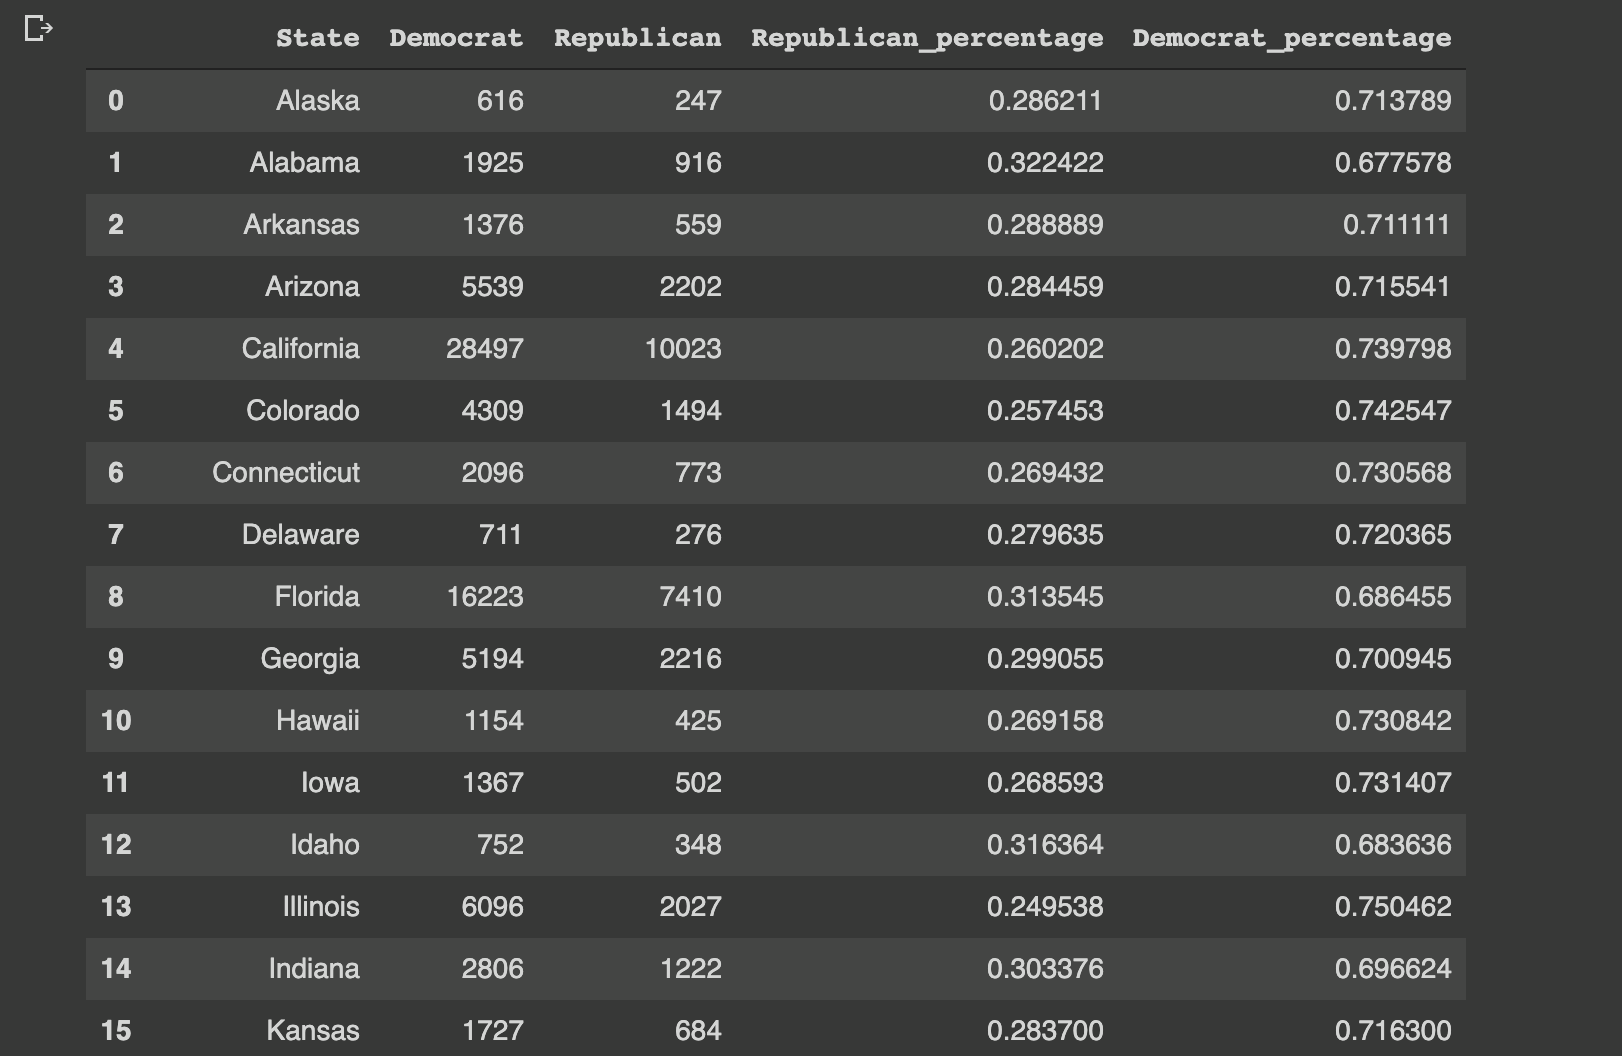 State Democrat Republican Republican_percentage Democrat_percentage
0 Alaska 616 247 0.286211 0.713789
1 Alabama 1925 916 0.322422 0.677578
2 Arkansas 1376 559 0.288889 0.711111
3 Arizona 5539 2202 0.284459 0.715541
4 California 28497 10023 0.260202 0.739798
5 Colorado 4309 1494 0.257453 0.742547
6 Connecticut 2096 773 0.269432 0.730568
7 Delaware 711 276 0.279635 0.720365
8 Florida 16223 7410 0.313545 0.686455
9 Georgia 5194 2216 0.299055 0.700945
10 Hawaii 1154 425 0.269158 0.730842
11 Iowa 1367 502 0.268593 0.731407
12 Idaho 752 348 0.316364 0.683636
13 Illinois 6096 2027 0.249538 0.750462
14 Indiana 2806 1222 0.303376 0.696624
15 Kansas 1727 684 0.283700 0.716300